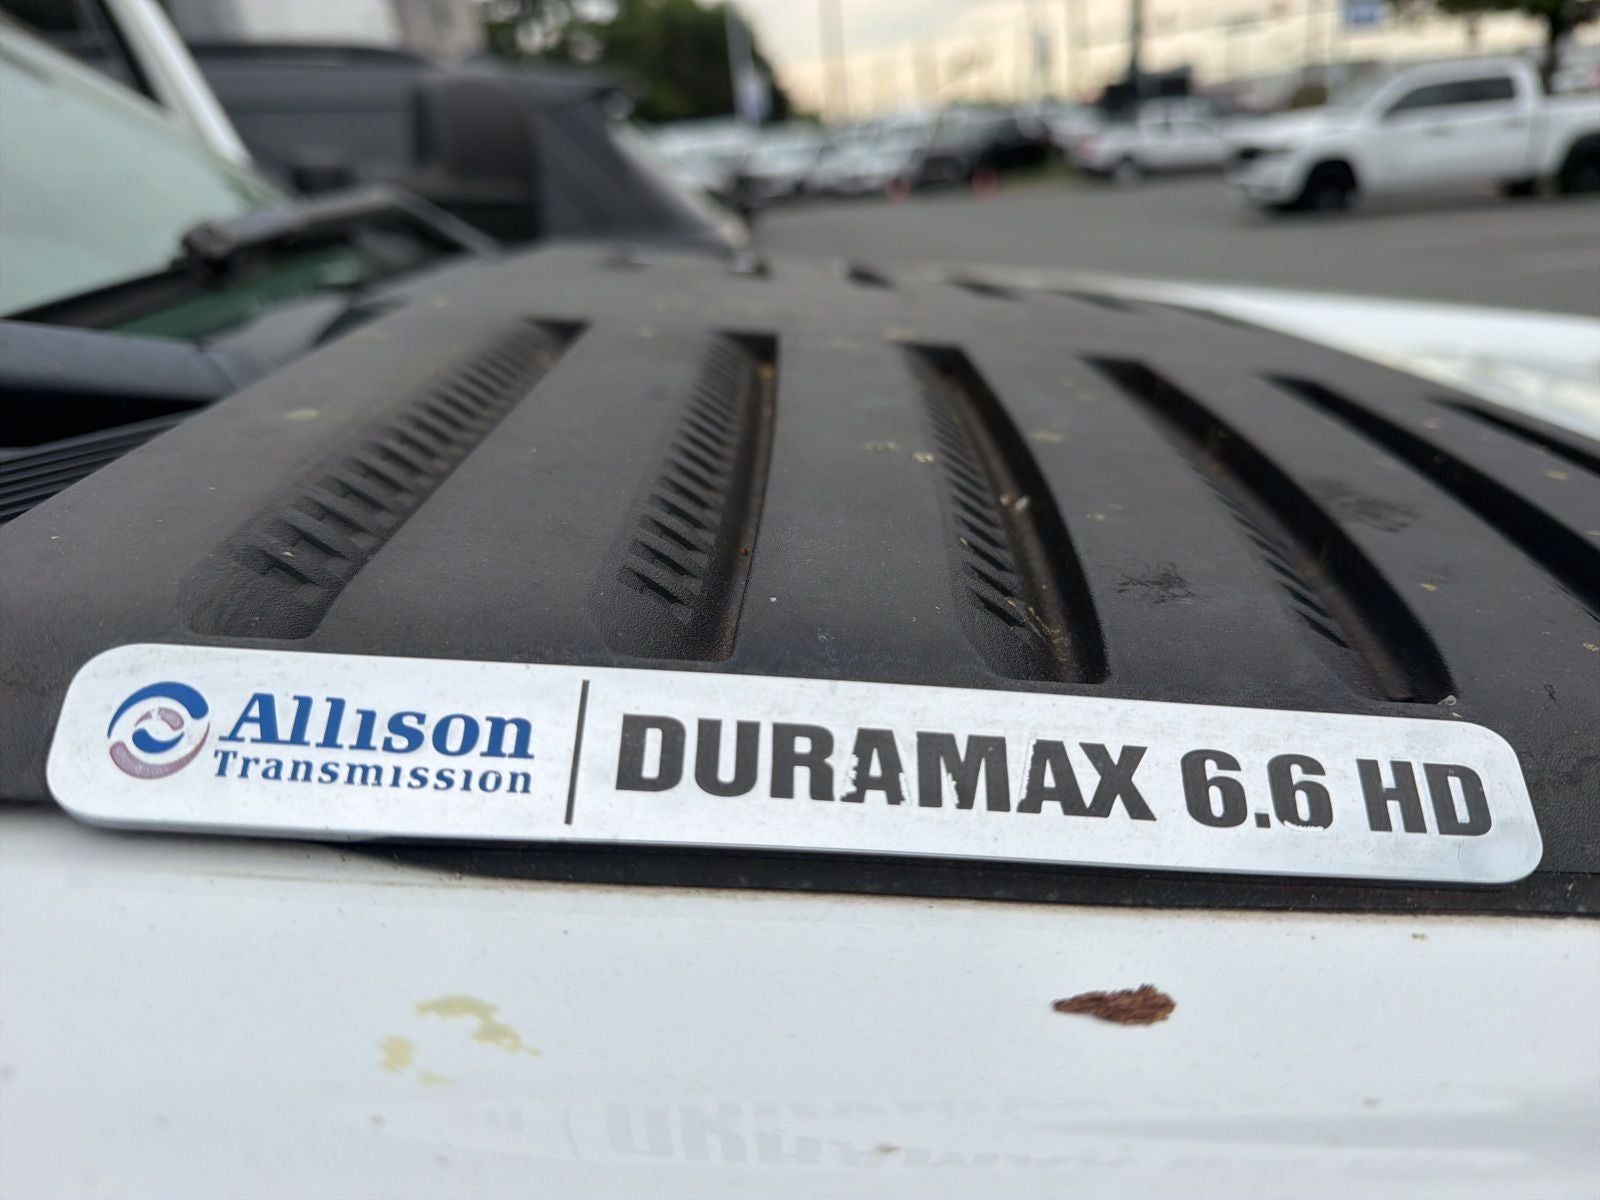 Allison
Transmission
DURAMAX 6.6 HD